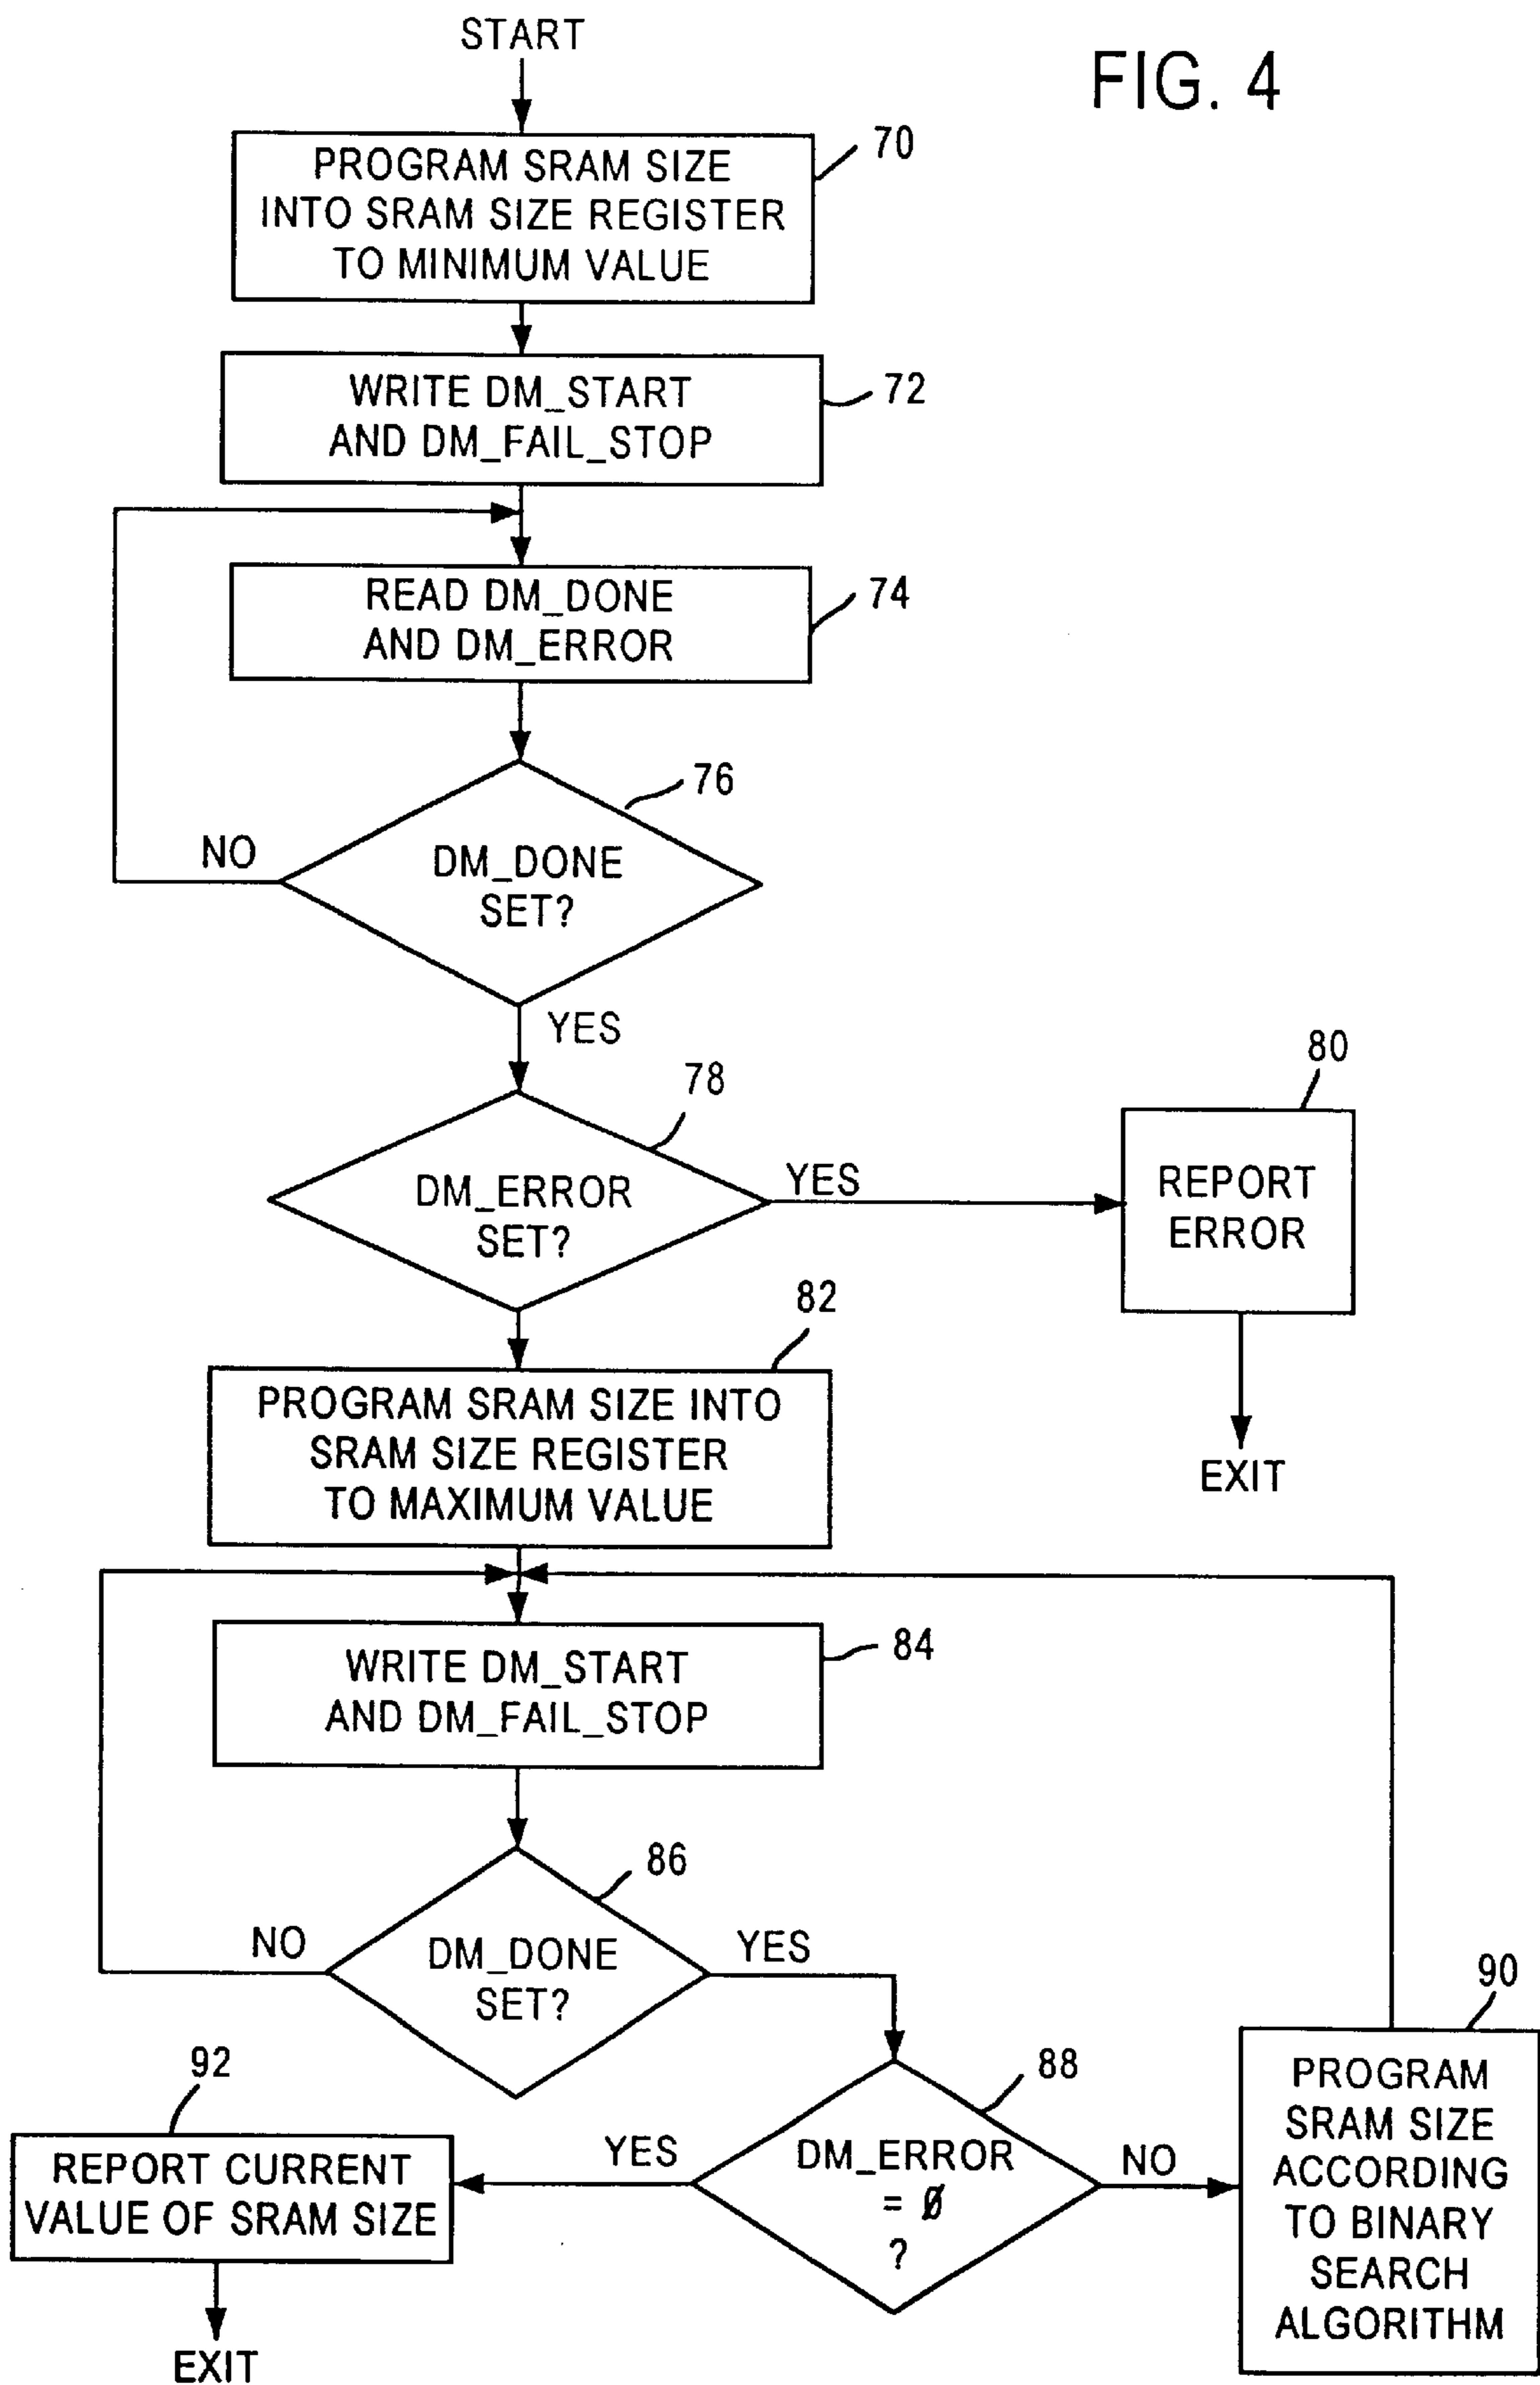 START
FIG. 4
70
PROGRAM SRAM SIZE
INTO SRAM SIZE REGISTER
TO MINIMUM VALUE
72
WRITE DM_START
AND DM_FAIL_STOP
74
READ DM_DONE
AND DM_ERROR
76
NO
DM_DONE
SET?
YES
78
80
DM_ERROR
SET?
YES
REPORT
ERROR
EXIT
82
PROGRAM SRAM SIZE INTO
SRAM SIZE REGISTER
TO MAXIMUM VALUE
84
WRITE DM_START
AND DM_FAIL_STOP
86
NO
DM_DONE
SET?
YES
88
90
92
REPORT CURRENT
VALUE OF SRAM SIZE
EXIT
YES
DM_ERROR
= Ø
?
NO
PROGRAM
SRAM SIZE
ACCORDING
TO BINARY
SEARCH
ALGORITHM